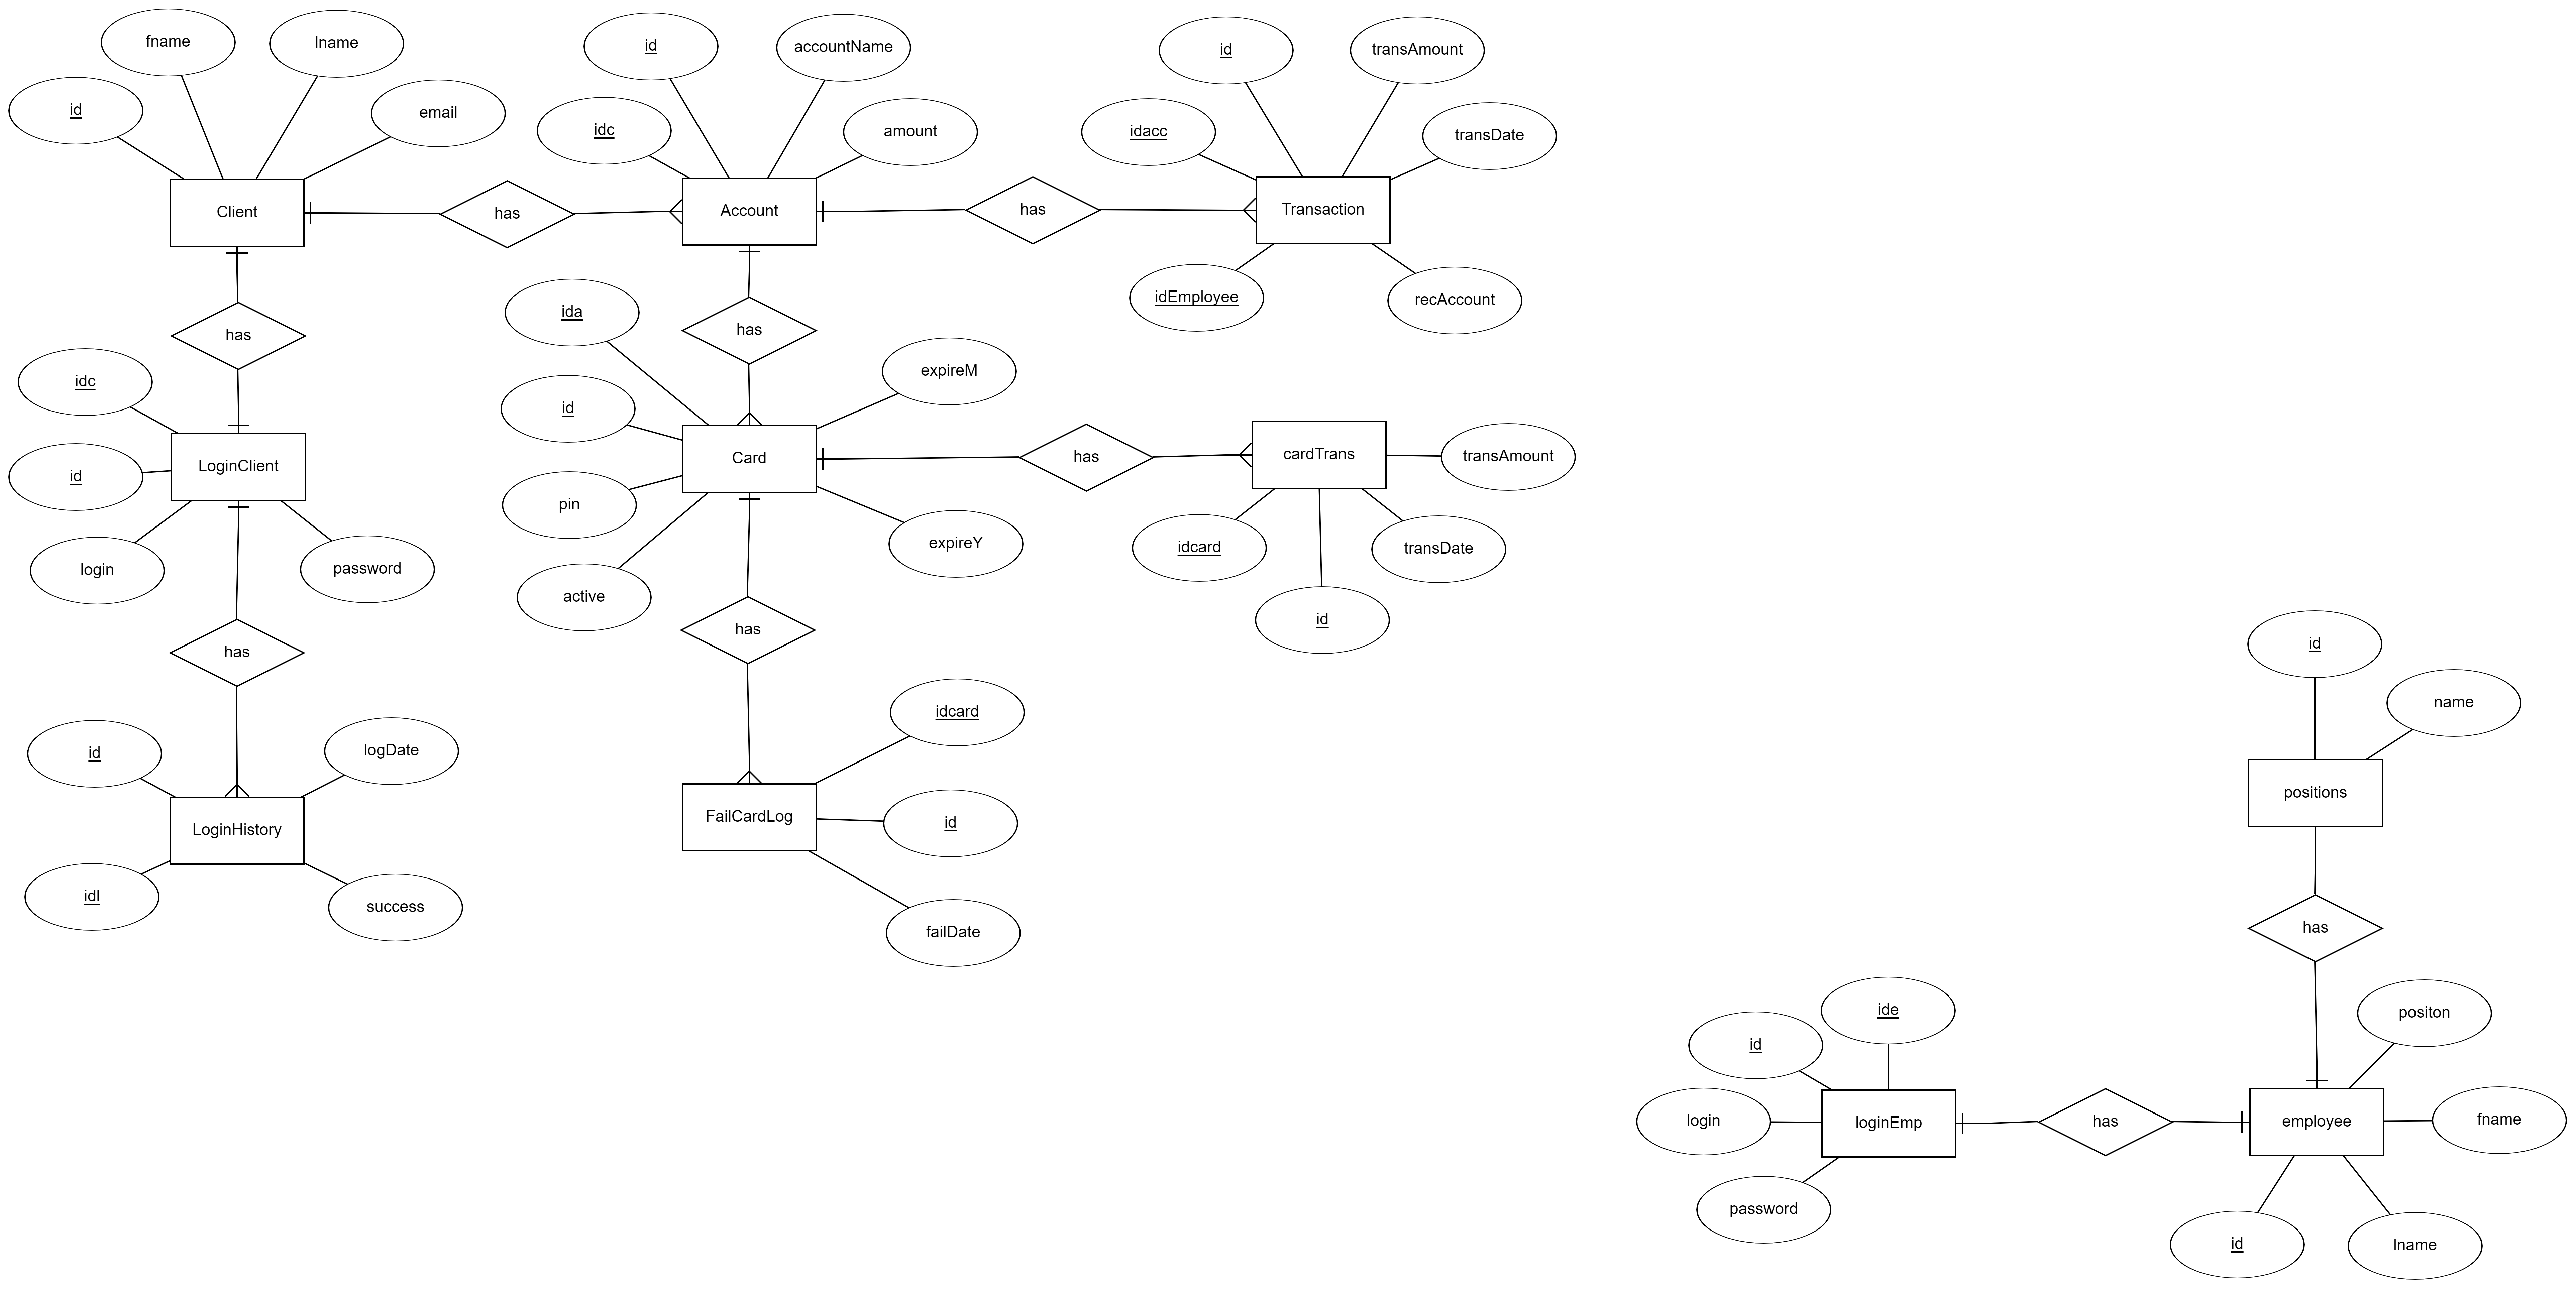 fname
lname
id
email
Client
has
idc
id
LoginClient
login
password
has
id
logDate
LoginHistory
idl
success
has
id
accountName
idc
amount
Account
has
ida
id
pin
active
expireM
Card
expireY
has
idcard
id
FailCardLog
failDate
has
id
transAmount
idacc
transDate
Transaction
idEmployee
recAccount
has
cardTrans
transAmount
idcard
transDate
id
id
name
positions
has
positon
employee
fname
id
lname
has
ide
id
login
loginEmp
password